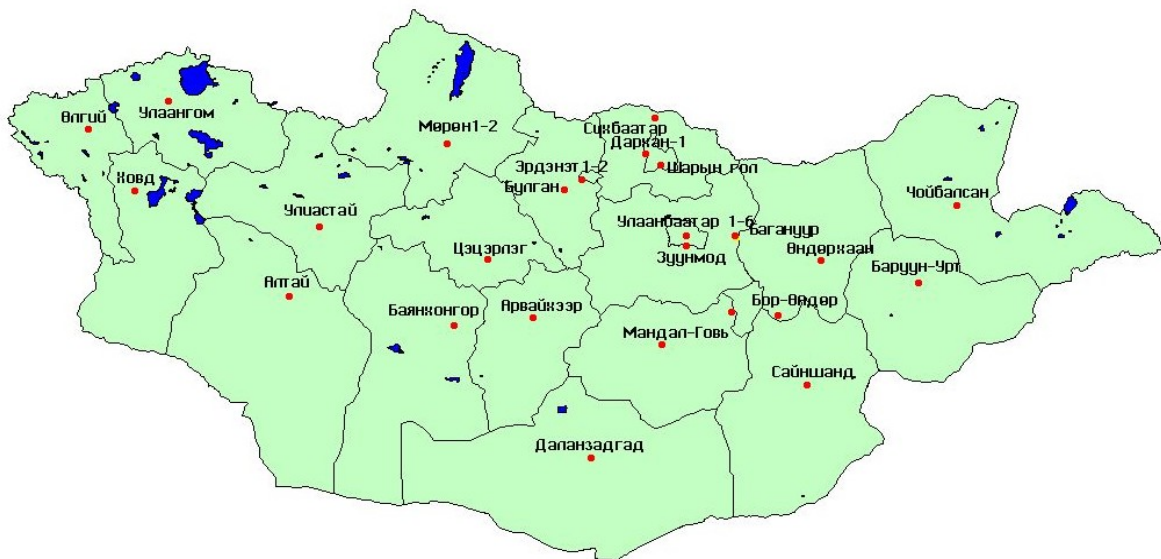 Улаангом
Өлгий
Сүхбаатар
Мөрөн1-2
Дархан-1
Эрдэнэт1-2
Шарын гол
Ховд
Булган
Чойбалсан
Улиастай
Улаанбаатар 1-6
Багануур
Цэцэрлэг
Зуунмод
Өндөрхаан
Баруун-Урт
Алтай
Баянхонгор
Арвайхээр
Бор-Өндөр
Мандал-Говь
Сайншанд
Даланзадгад